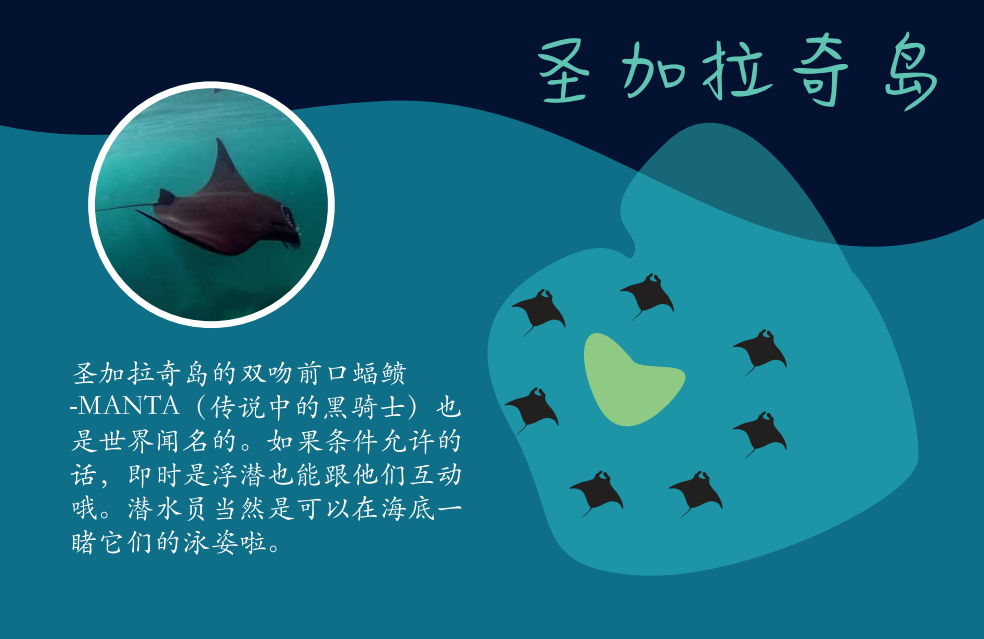 圣加拉奇岛
圣加拉奇岛的双吻前口蝠鲼
-MANTA（传说中的黑骑士）也
是世界闻名的。如果条件允许的
话，即时是浮潜也能跟他们互动
哦。潜水员当然是可以在海底一
睹它们的泳姿啦。